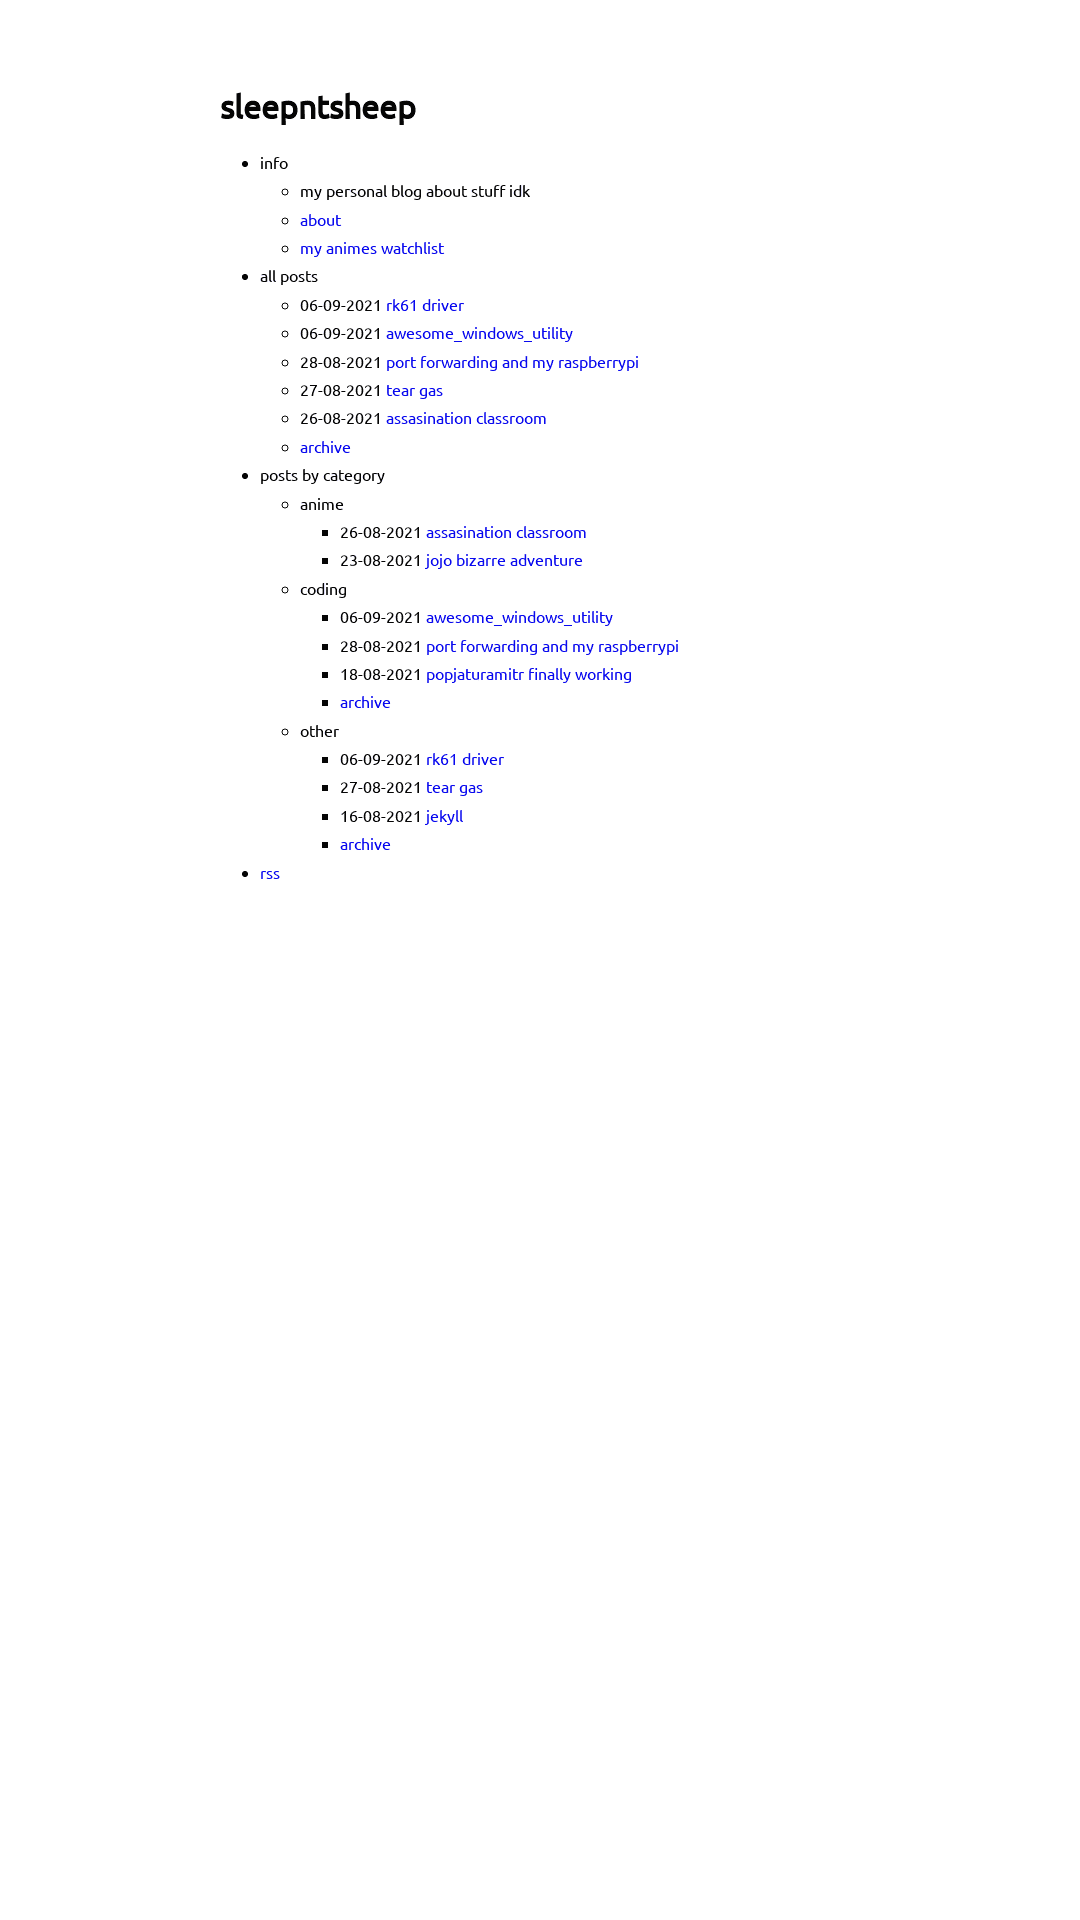 sleepntsheep
info
my personal blog about stuff idk
about
my animes watchlist
all posts
06-09-2021 rk61 driver
06-09-2021 awesome_windows_utility
28-08-2021 port forwarding and my raspberrypi
27-08-2021 tear gas
26-08-2021 assasination classroom
archive
posts by category
anime
26-08-2021 assasination classroom
23-08-2021 jojo bizarre adventure
coding
06-09-2021 awesome_windows_utility
28-08-2021 port forwarding and my raspberrypi
18-08-2021 popjaturamitr finally working
archive
other
06-09-2021 rk61 driver
27-08-2021 tear gas
16-08-2021 jekyll
archive
rss